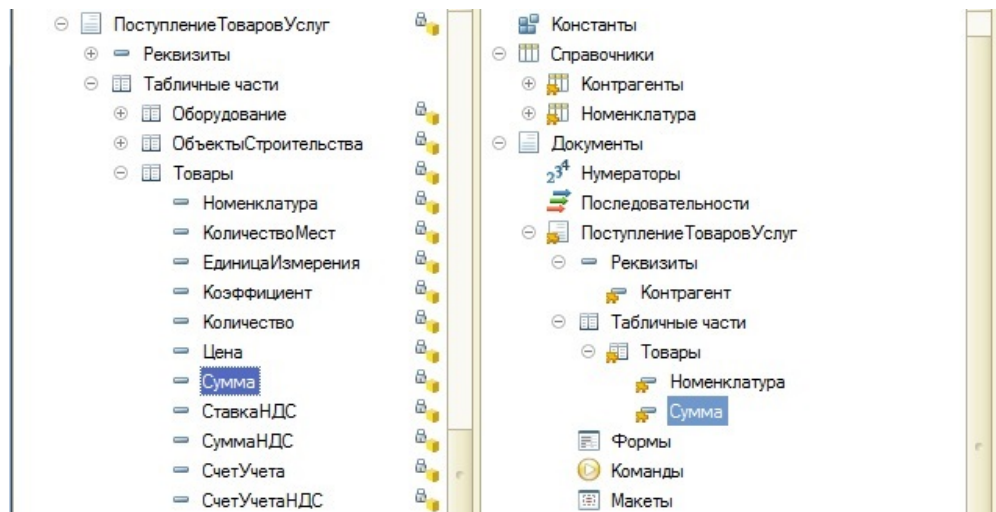 ПоступлениеТоваровУслуг
Реквизиты
Табличные части
Оборудование
ОбъектыСтроительства
Товары
Номенклатура
КоличествоМест
ЕдиницаИзмерения
Коэффициент
Количество
Цена
Сумма
СтавкаНДС
СуммаНДС
СчетУчета
СчетУчетаНДС
Константы
Справочники
Контрагенты
Номенклатура
Документы
Нумераторы
Последовательности
ПоступлениеТоваровУслуг
Реквизиты
Контрагент
Табличные части
Товары
Номенклатура
Сумма
Формы
Команды
Макеты